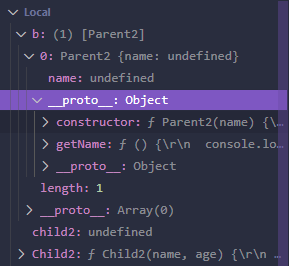 Local
b: (1) [Parent2]
0: Parent2 {name: undefined}
name: undefined
__proto__: Object
constructor: ƒ Parent2(name) {\…
getName: ƒ () {\r\n  console.lo…
__proto__: Object
length: 1
__proto__: Array(0)
child2: undefined
Child2: ƒ Child2(name, age) {\r\n …